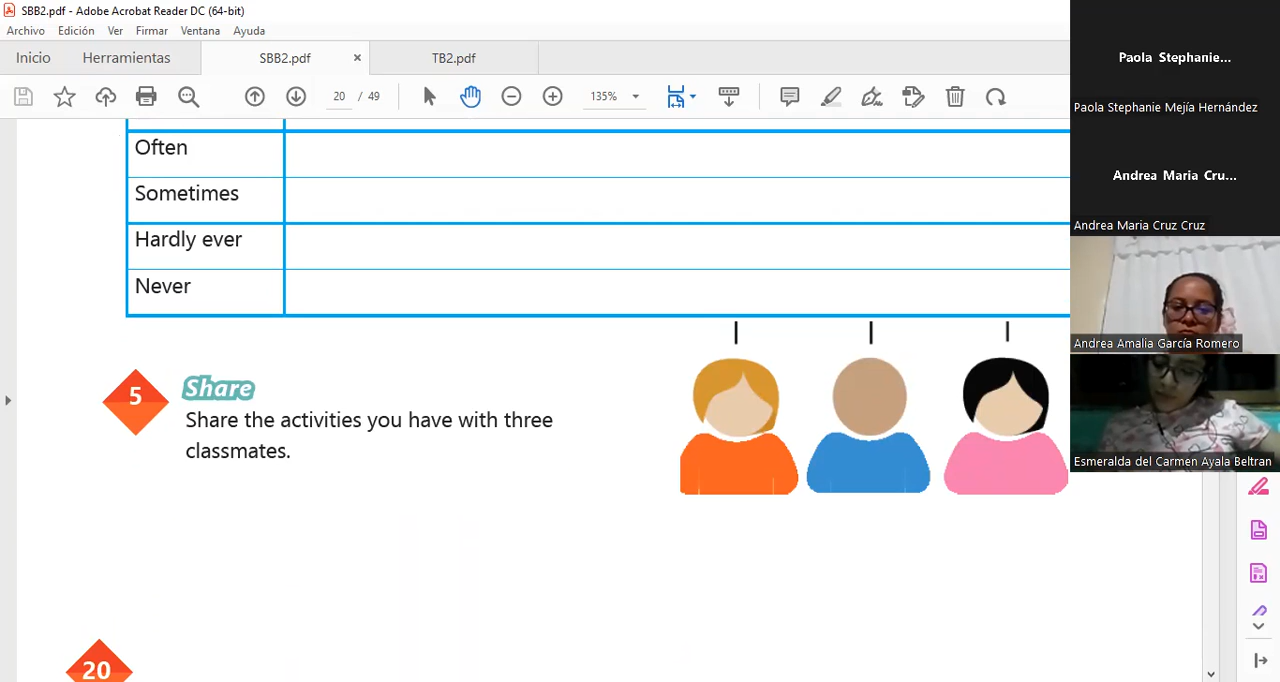 SBB2.pdf - Adobe Acrobat Reader DC (64-bit)
Archivo Edición Ver Firmar Ventana Ayuda
Inicio Herramientas SBB2.pdf × TB2.pdf
20 / 49 135%
Often
Sometimes
Hardly ever
Never
5 Share
Share the activities you have with three
classmates.
20
Paola Stephanie...
Paola Stephanie Mejía Hernández
Andrea Maria Cru...
Andrea Maria Cruz Cruz
Andrea Amalia García Romero
Esmeralda del Carmen Ayala Beltran